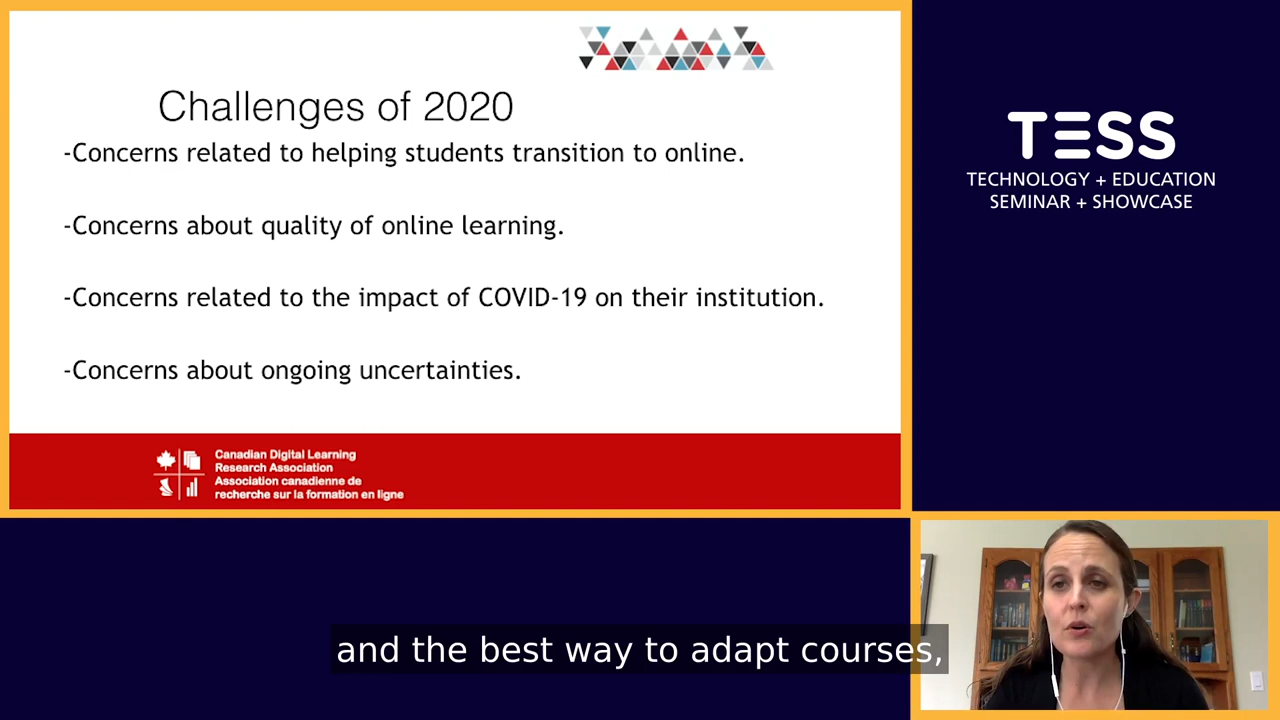 Challenges of 2020
-Concerns related to helping students transition to online.
-Concerns about quality of online learning.
-Concerns related to the impact of COVID-19 on their institution.
-Concerns about ongoing uncertainties.
Canadian Digital Learning
Research Association
Association canadienne de
recherche sur la formation en ligne
TESS
TECHNOLOGY + EDUCATION
SEMINAR + SHOWCASE
and the best way to adapt courses,